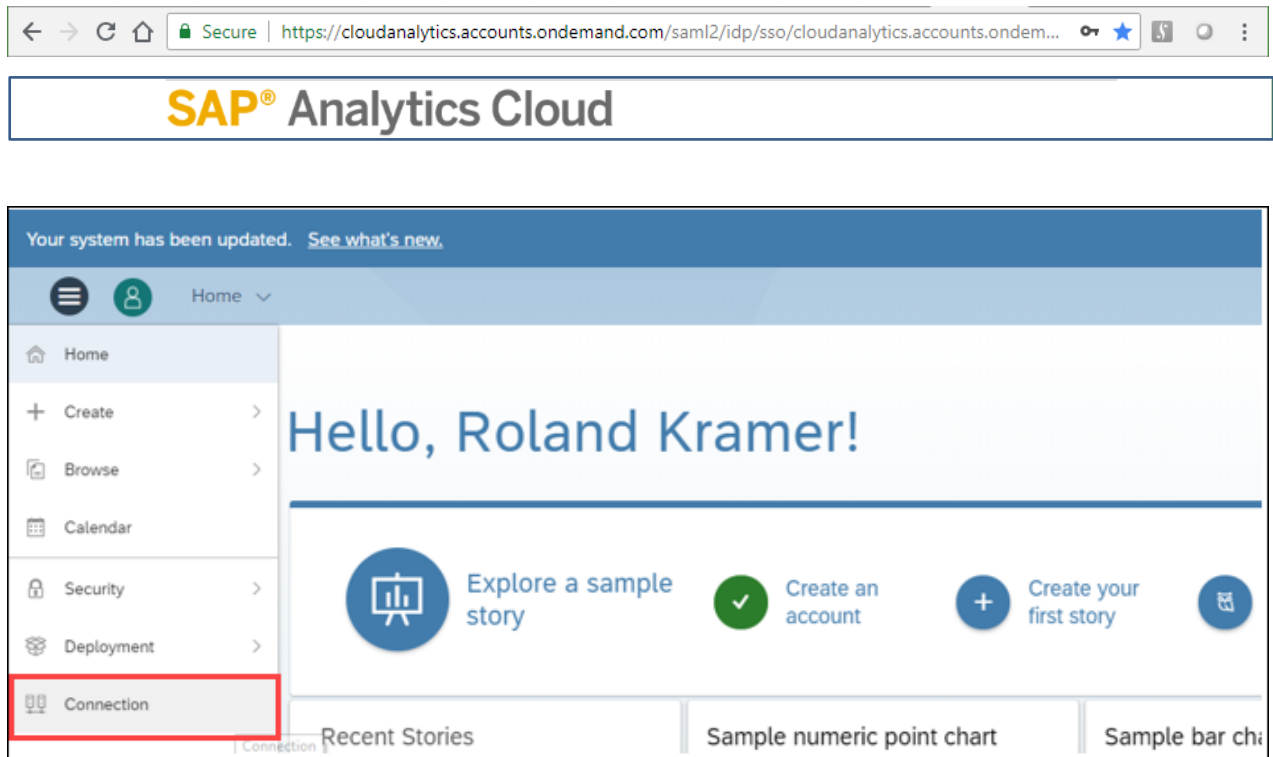 Secure | https://cloudanalytics.accounts.ondemand.com/saml2/idp/sso/cloudanalytics.accounts.ondem...
SAP® Analytics Cloud
Your system has been updated. See what's new.
Home
Home
Create
Browse
Calendar
Security
Deployment
Connection
Connection
Hello, Roland Kramer!
Explore a sample
story
Create an
account
Create your
first story
Recent Stories
Sample numeric point chart
Sample bar cha